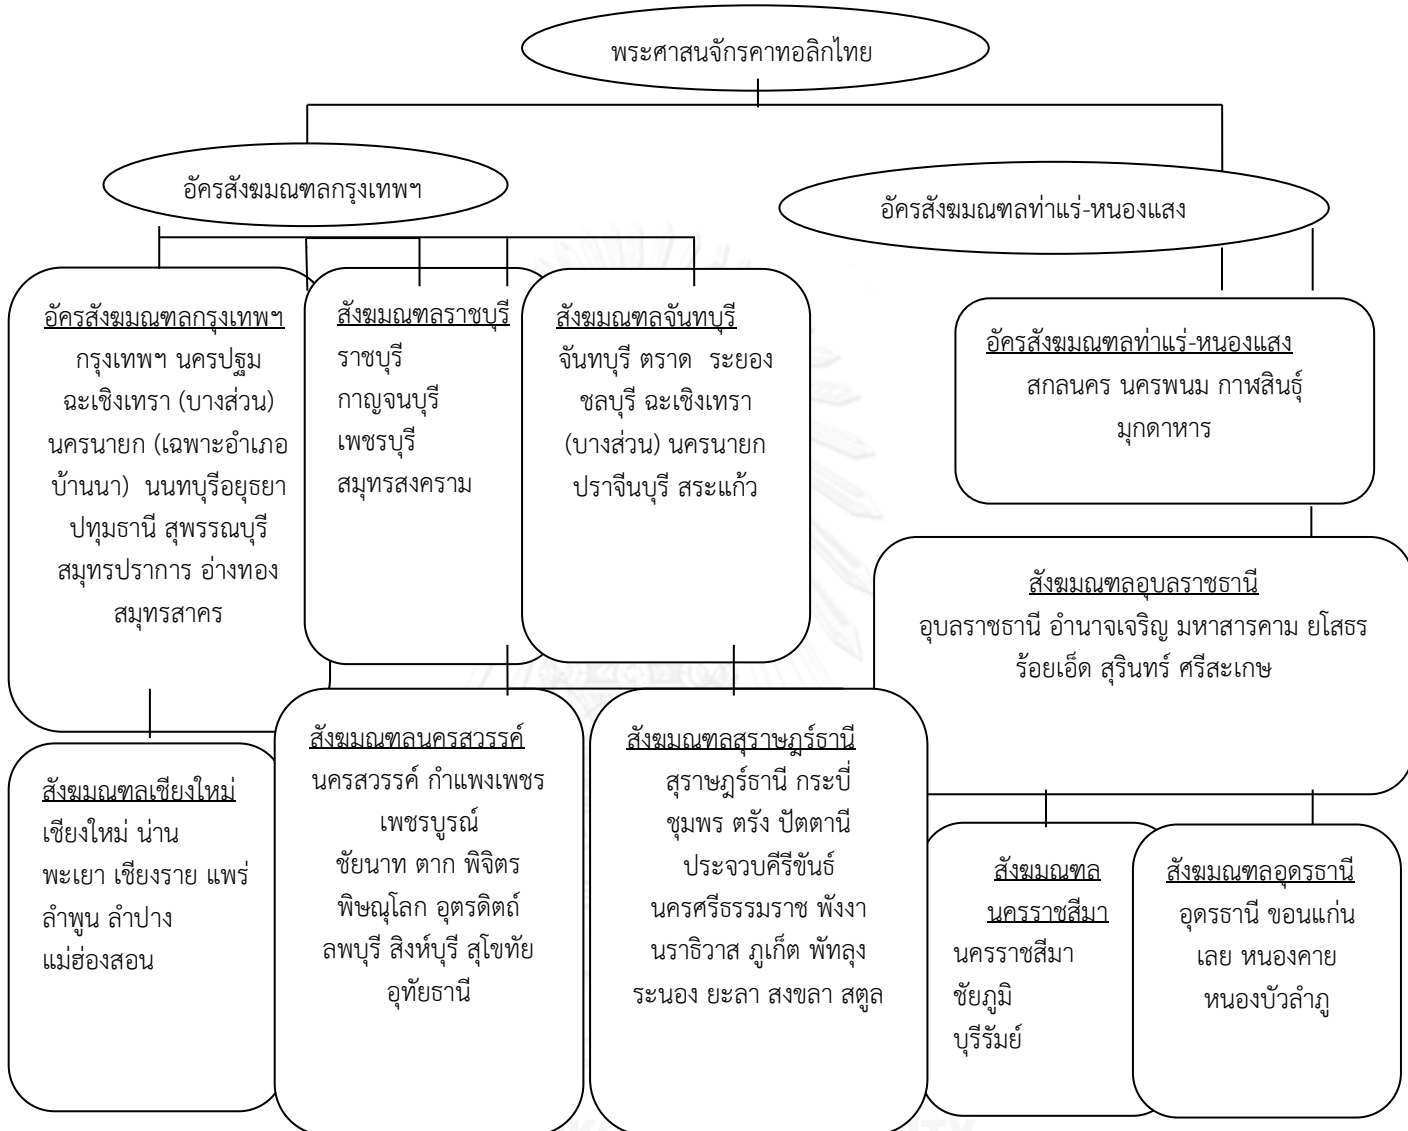 พระศาสนจักรคาทอลิกไทย
อัครสังฆมณฑลกรุงเทพฯ
อัครสังฆมณฑลท่าแร่-หนองแสง
อัครสังฆมณฑลกรุงเทพฯ
กรุงเทพฯ นครปฐม
ฉะเชิงเทรา (บางส่วน)
นครนายก (เฉพาะอำเภอ
บ้านนา) นนทบุรีอยุธยา
ปทุมธานี สุพรรณบุรี
สมุทรปราการ อ่างทอง
สมุทรสาคร
สังฆมณฑลราชบุรี
ราชบุรี
กาญจนบุรี
เพชรบุรี
สมุทรสงคราม
สังฆมณฑลจันทบุรี
จันทบุรี ตราด ระยอง
ชลบุรี ฉะเชิงเทรา
(บางส่วน) นครนายก
ปราจีนบุรี สระแก้ว
อัครสังฆมณฑลท่าแร่-หนองแสง
สกลนคร นครพนม กาฬสินธุ์
มุกดาหาร
สังฆมณฑลอุบลราชธานี
อุบลราชธานี อำนาจเจริญ มหาสารคาม ยโสธร
ร้อยเอ็ด สุรินทร์ ศรีสะเกษ
สังฆมณฑลเชียงใหม่
เชียงใหม่ น่าน
พะเยา เชียงราย แพร่
ลำพูน ลำปาง
แม่ฮ่องสอน
สังฆมณฑลนครสวรรค์
นครสวรรค์ กำแพงเพชร
เพชรบูรณ์
ชัยนาท ตาก พิจิตร
พิษณุโลก อุตรดิตถ์
ลพบุรี สิงห์บุรี สุโขทัย
อุทัยธานี
สังฆมณฑลสุราษฎร์ธานี
สุราษฎร์ธานี กระบี่
ชุมพร ตรัง ปัตตานี
ประจวบคีรีขันธ์
นครศรีธรรมราช พังงา
นราธิวาส ภูเก็ต พัทลุง
ระนอง ยะลา สงขลา สตูล
สังฆมณฑล
นครราชสีมา
นครราชสีมา
ชัยภูมิ
บุรีรัมย์
สังฆมณฑลอุดรธานี
อุดรธานี ขอนแก่น
เลย หนองคาย
หนองบัวลำภู